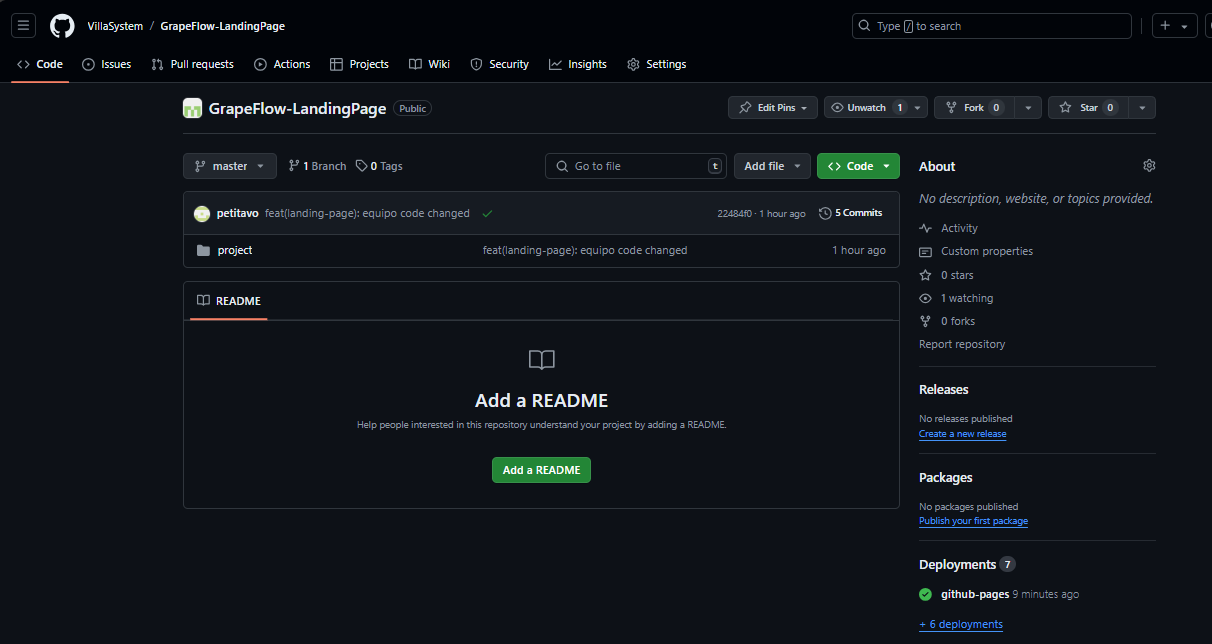 VillaSystem / GrapeFlow-LandingPage
Type / to search
Code Issues Pull requests Actions Projects Wiki Security Insights Settings
GrapeFlow-LandingPage Public
Edit Pins Unwatch 1 Fork 0 Star 0
master 1 Branch 0 Tags Go to file t Add file Code
petitavo feat(landing-page): equipo code changed 22484f0 · 1 hour ago 5 Commits
project feat(landing-page): equipo code changed 1 hour ago
README
Add a README
Help people interested in this repository understand your project by adding a README.
Add a README
About
No description, website, or topics provided.
Activity
Custom properties
0 stars
1 watching
0 forks
Report repository
Releases
No releases published
Create a new release
Packages
No packages published
Publish your first package
Deployments 7
github-pages 9 minutes ago
+ 6 deployments